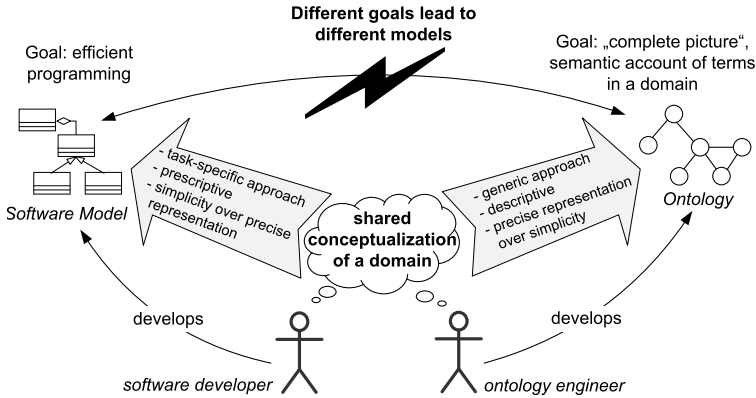 Different goals lead to
different models
Goal: efficient
programming
Goal: „complete picture“,
semantic account of terms
in a domain
- task-specific approach
- prescriptive
- simplicity over precise
representation
- generic approach
- descriptive
- precise representation
over simplicity
Software Model
shared
conceptualization
of a domain
Ontology
develops
develops
software developer
ontology engineer